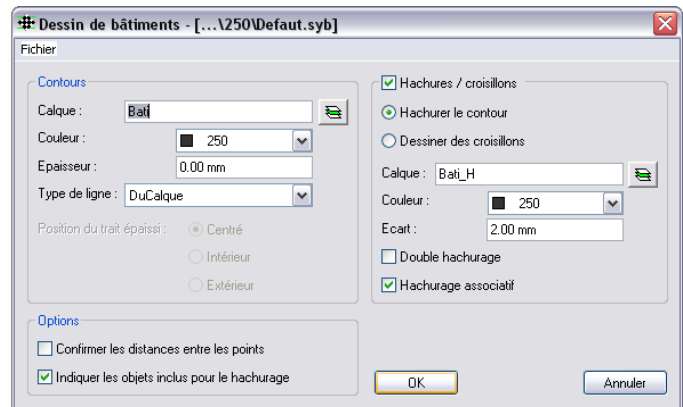 Dessin de bâtiments - [...\250\Defaut.syb]
Fichier
Contours
Calque :
Bati
Couleur :
250
Epaisseur :
0.00 mm
Type de ligne :
DuCalque
Position du trait épaissi :
Centré
Intérieur
Extérieur
Hachures / croisillons
Hachurer le contour
Dessiner des croisillons
Calque :
Bati_H
Couleur :
250
Ecart :
2.00 mm
Double hachurage
Hachurage associatif
Options
Confirmer les distances entre les points
Indiquer les objets inclus pour le hachurage
OK
Annuler